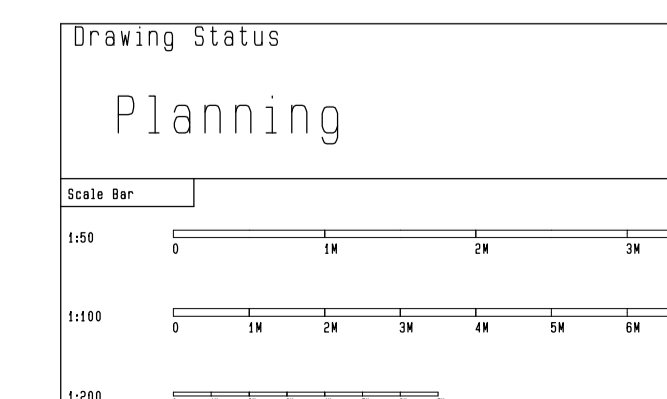 Drawing Status
Planning
Scale Bar
1:50
0 1M 2M 3M
1:100
0 1M 2M 3M 4M 5M 6M
1:200